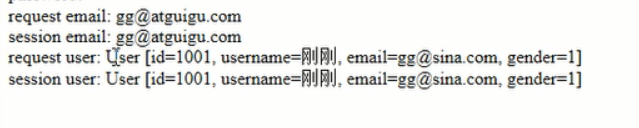 request email: gg@atguigu.com
session email: gg@atguigu.com
request user: User [id=1001, username=刚刚, email=gg@sina.com, gender=1]
session user: User [id=1001, username=刚刚, email=gg@sina.com, gender=1]